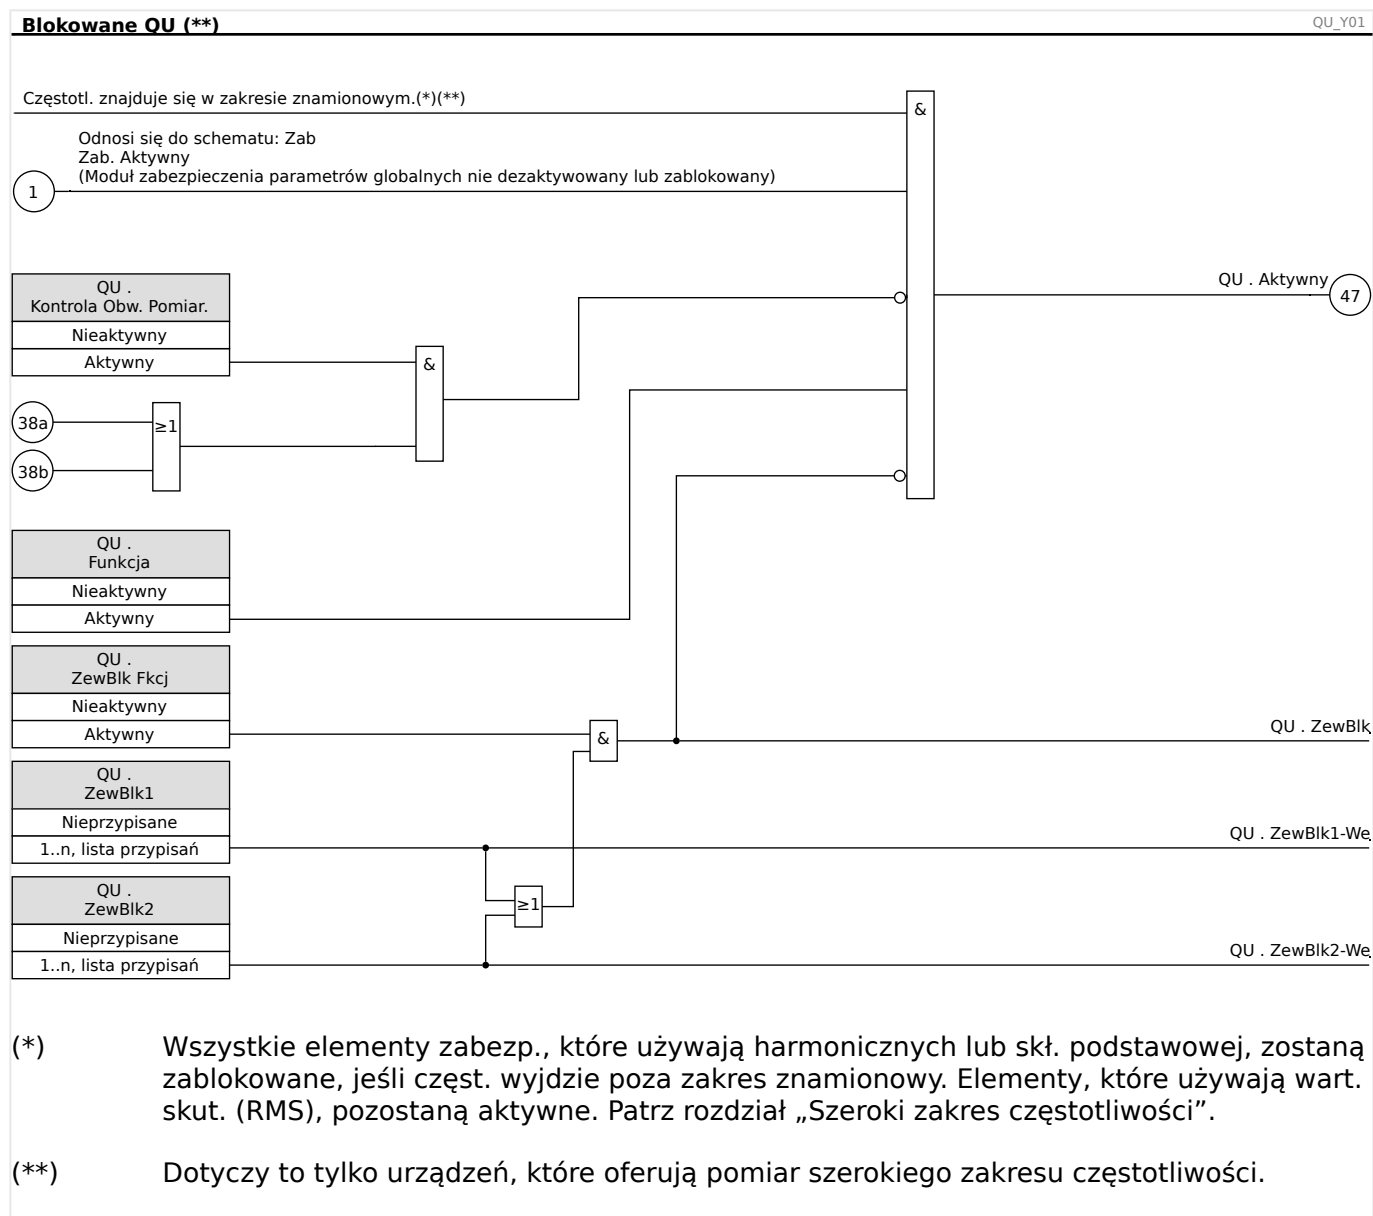 Blokowane QU (**)
QU_Y01
Częstotl. znajduje się w zakresie znamionowym.(*)(**)
&
Odnosi się do schematu: Zab
Zab. Aktywny
(Moduł zabezpieczenia parametrów globalnych nie dezaktywowany lub zablokowany)
1
QU .
Kontrola Obw. Pomiar.
Nieaktywny
Aktywny
&
QU . Aktywny
47
38a
≥1
38b
QU .
Funkcja
Nieaktywny
Aktywny
QU .
ZewBlk Fkcj
Nieaktywny
Aktywny
&
QU . ZewBlk
QU .
ZewBlk1
Nieprzypisane
1..n, lista przypisań
QU . ZewBlk1-We
QU .
ZewBlk2
≥1
Nieprzypisane
1..n, lista przypisań
QU . ZewBlk2-We
(*) Wszystkie elementy zabezp., które używają harmonicznych lub skł. podstawowej, zostaną
zablokowane, jeśli częst. wyjdzie poza zakres znamionowy. Elementy, które używają wart.
skut. (RMS), pozostaną aktywne. Patrz rozdział „Szeroki zakres częstotliwości”.
(**) Dotyczy to tylko urządzeń, które oferują pomiar szerokiego zakresu częstotliwości.